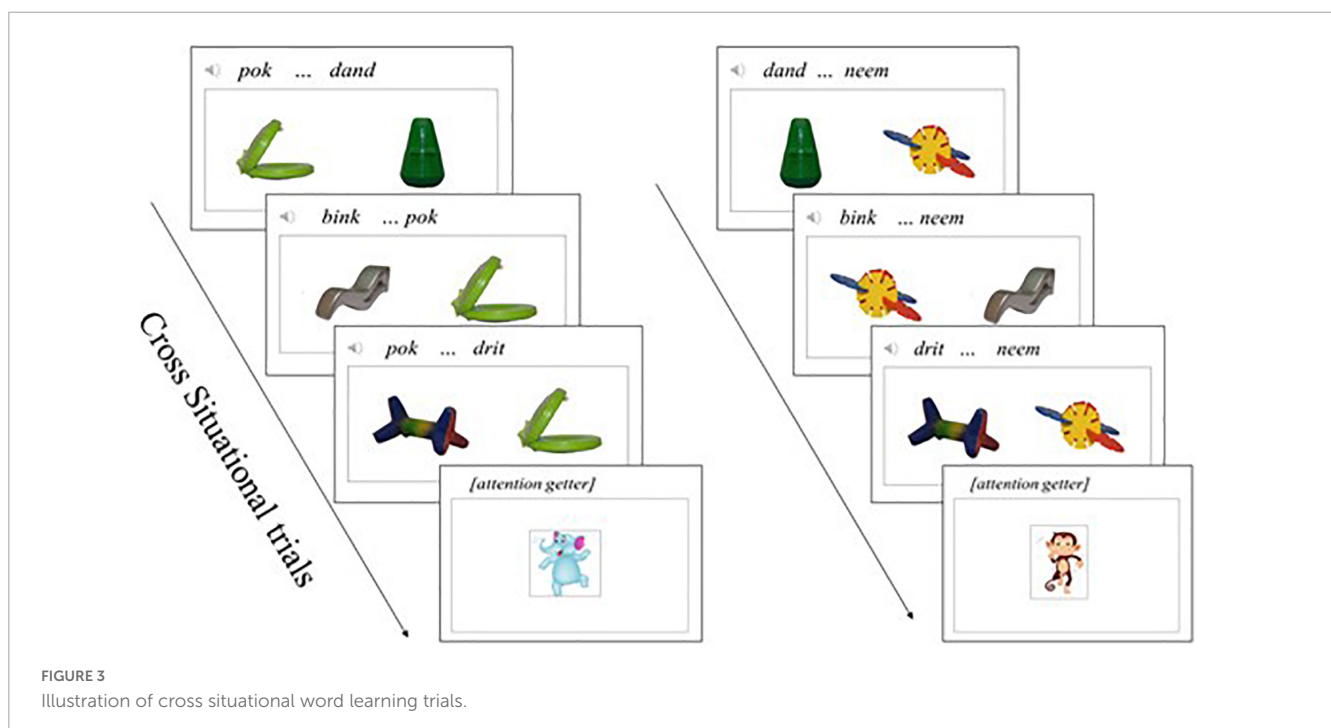 pok ... dand
bink ... pok
pok ... drit
[attention getter]
Cross Situational trials
dand ... neem
bink ... neem
drit ... neem
[attention getter]
FIGURE 3
Illustration of cross situational word learning trials.